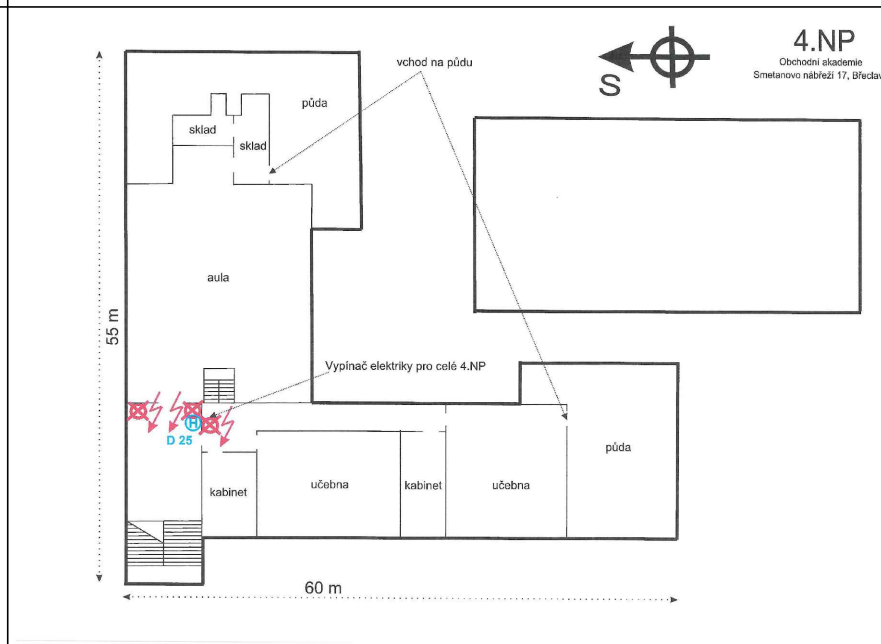 4.NP
Obchodní akademie
Smetanovo nábřeží 17, Břeclav
S
vchod na půdu
půda
sklad
sklad
aula
55 m
Vypínač elektriky pro celé 4.NP
H
D 25
kabinet
učebna
kabinet
učebna
půda
60 m